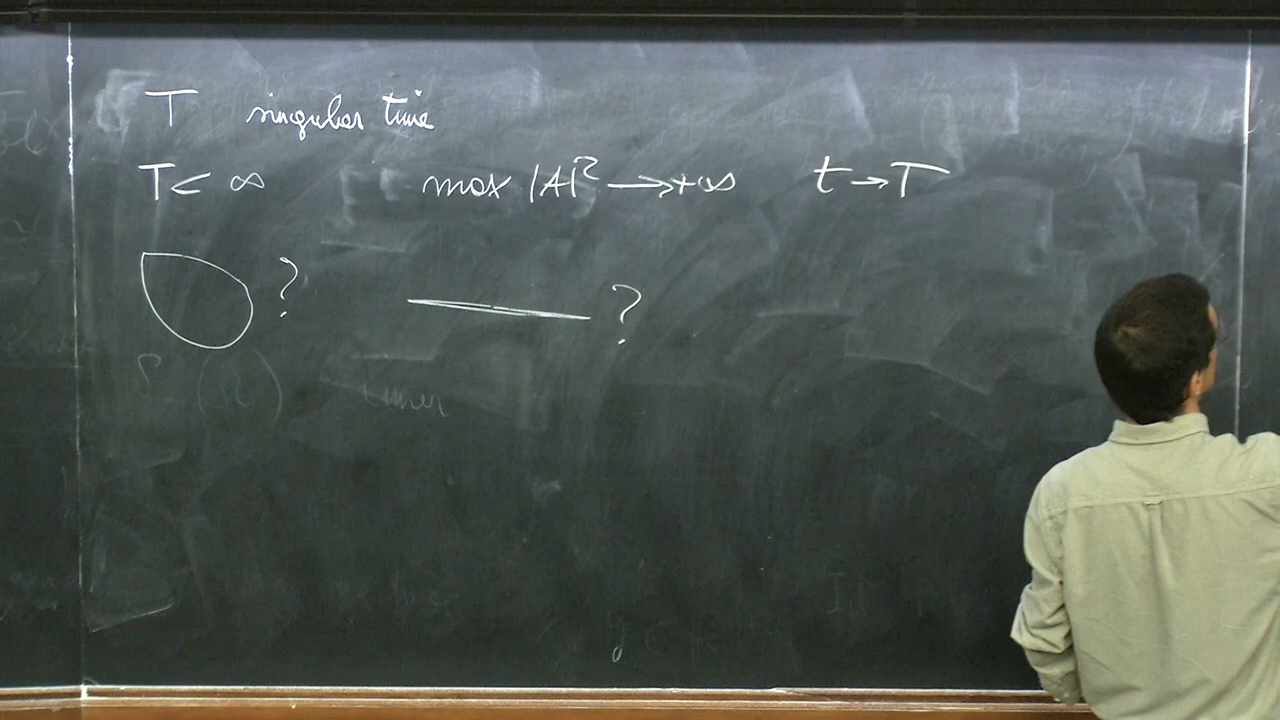 T singular time
T < ∞ max |A|² → +∞ t → T
? ?